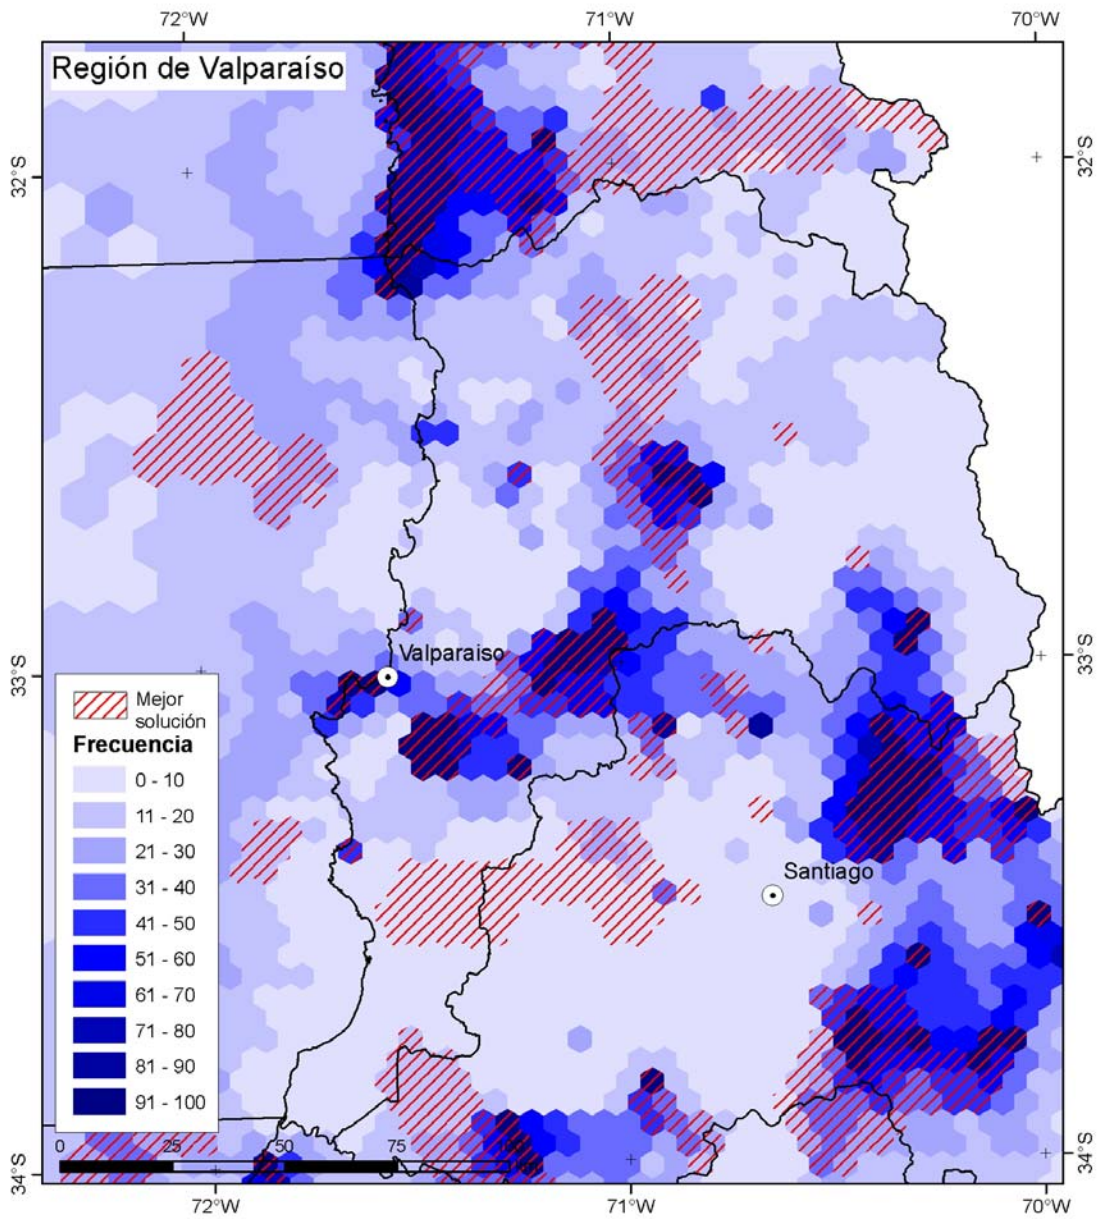 72°W 71°W 70°W
Región de Valparaíso
32°S 32°S
Valparaiso
33°S 33°S
Mejor
solución
Frecuencia
0 - 10
11 - 20
21 - 30
31 - 40
41 - 50
51 - 60
61 - 70
71 - 80
81 - 90
91 - 100
Santiago
0 25 50 75
34°S 34°S
72°W 71°W 70°W